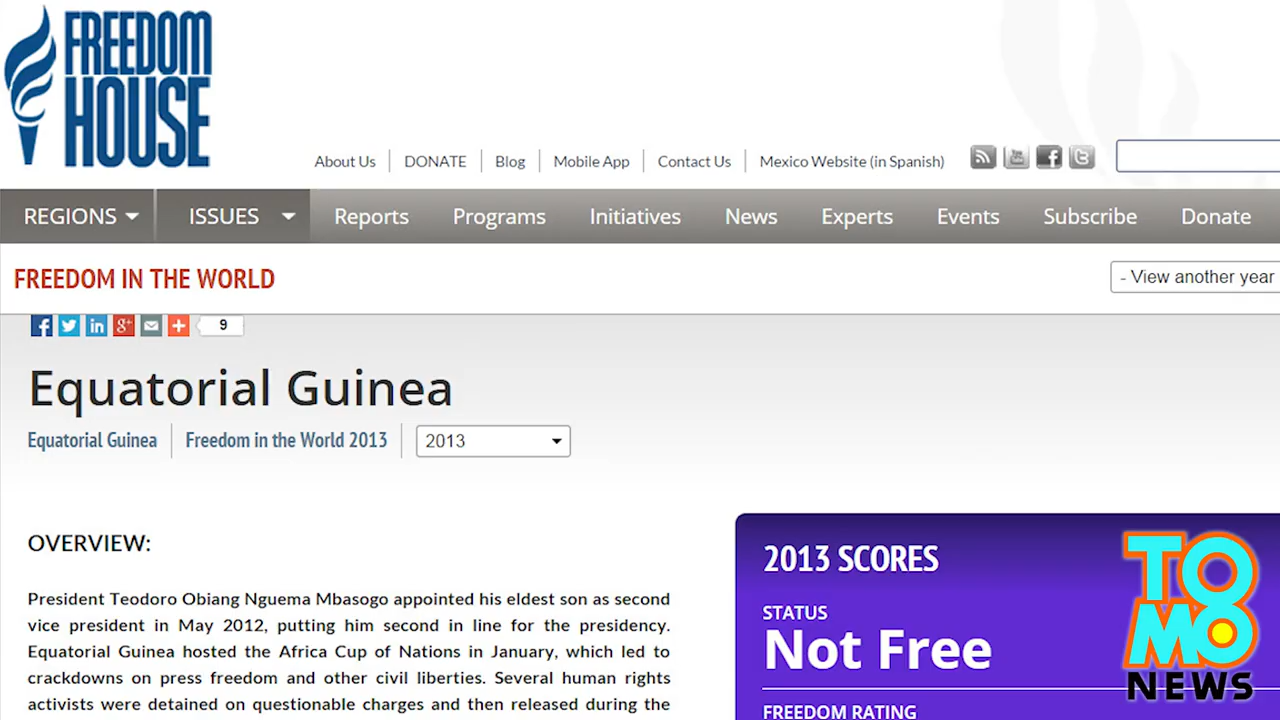 FREEDOM
HOUSE
About Us DONATE Blog Mobile App Contact Us Mexico Website (in Spanish)
REGIONS ISSUES Reports Programs Initiatives News Experts Events Subscribe Donate
FREEDOM IN THE WORLD
- View another year
9
Equatorial Guinea
Equatorial Guinea Freedom in the World 2013 2013
OVERVIEW:
President Teodoro Obiang Nguema Mbasogo appointed his eldest son as second
vice president in May 2012, putting him second in line for the presidency.
Equatorial Guinea hosted the Africa Cup of Nations in January, which led to
crackdowns on press freedom and other civil liberties. Several human rights
activists were detained on questionable charges and then released during the
2013 SCORES
STATUS
Not Free
FREEDOM RATING
TOMO
NEWS